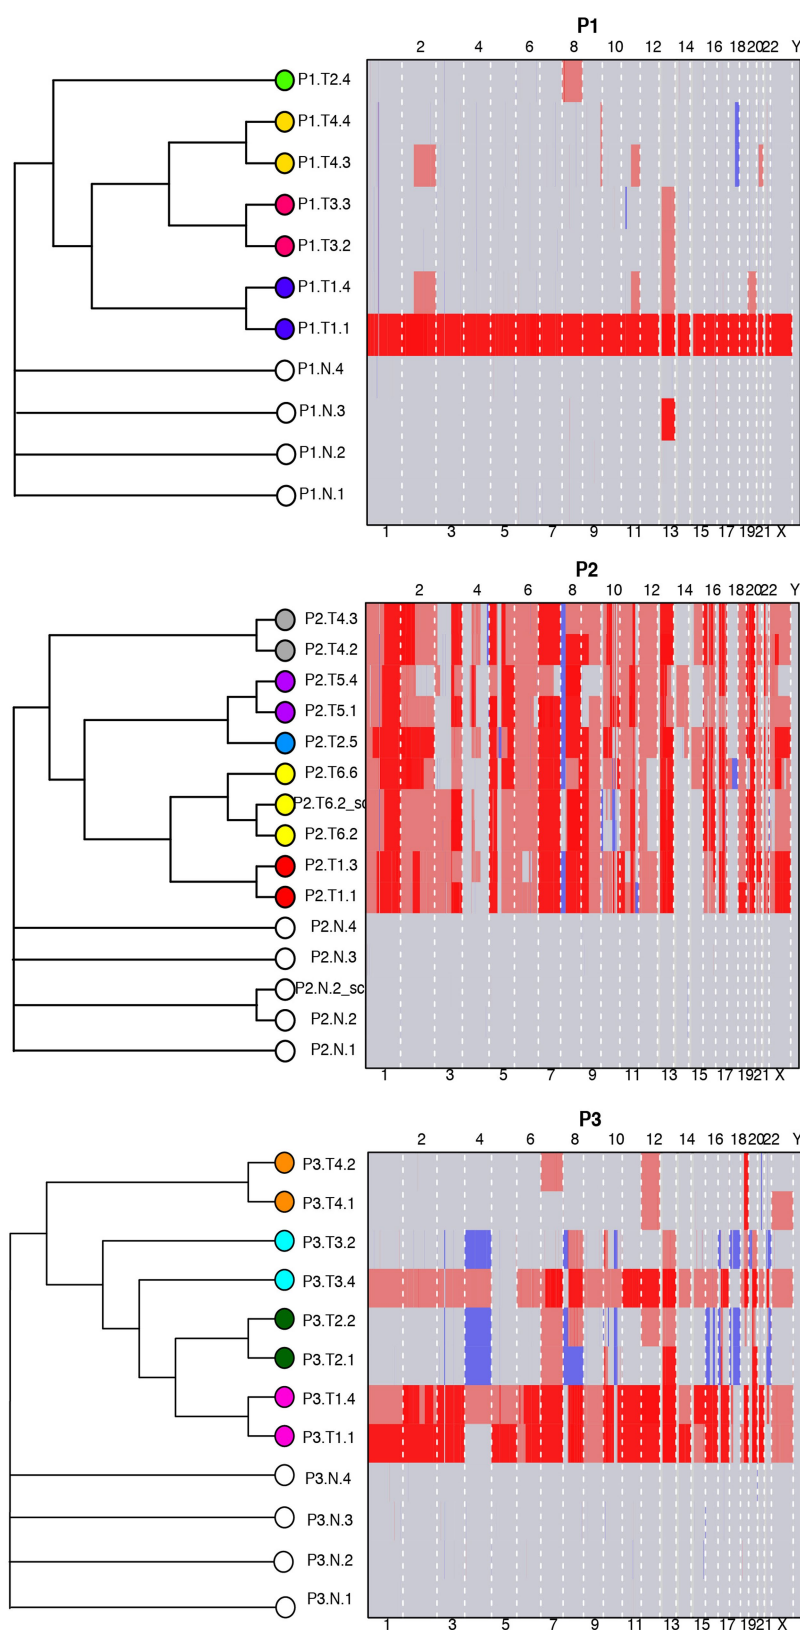 P1
2 4 6 8 10 12 14 16 18 20 22 Y
P1.T2.4
P1.T4.4
P1.T4.3
P1.T3.3
P1.T3.2
P1.T1.4
P1.T1.1
P1.N.4
P1.N.3
P1.N.2
P1.N.1
1 3 5 7 9 11 13 15 17 19 21 X
P2
2 4 6 8 10 12 14 16 18 20 22 Y
P2.T4.3
P2.T4.2
P2.T5.4
P2.T5.1
P2.T2.5
P2.T6.6
P2.T6.2_sc
P2.T6.2
P2.T1.3
P2.T1.1
P2.N.4
P2.N.3
P2.N.2_sc
P2.N.2
P2.N.1
1 3 5 7 9 11 13 15 17 19 21 X
P3
2 4 6 8 10 12 14 16 18 20 22 Y
P3.T4.2
P3.T4.1
P3.T3.2
P3.T3.4
P3.T2.2
P3.T2.1
P3.T1.4
P3.T1.1
P3.N.4
P3.N.3
P3.N.2
P3.N.1
1 3 5 7 9 11 13 15 17 19 21 X